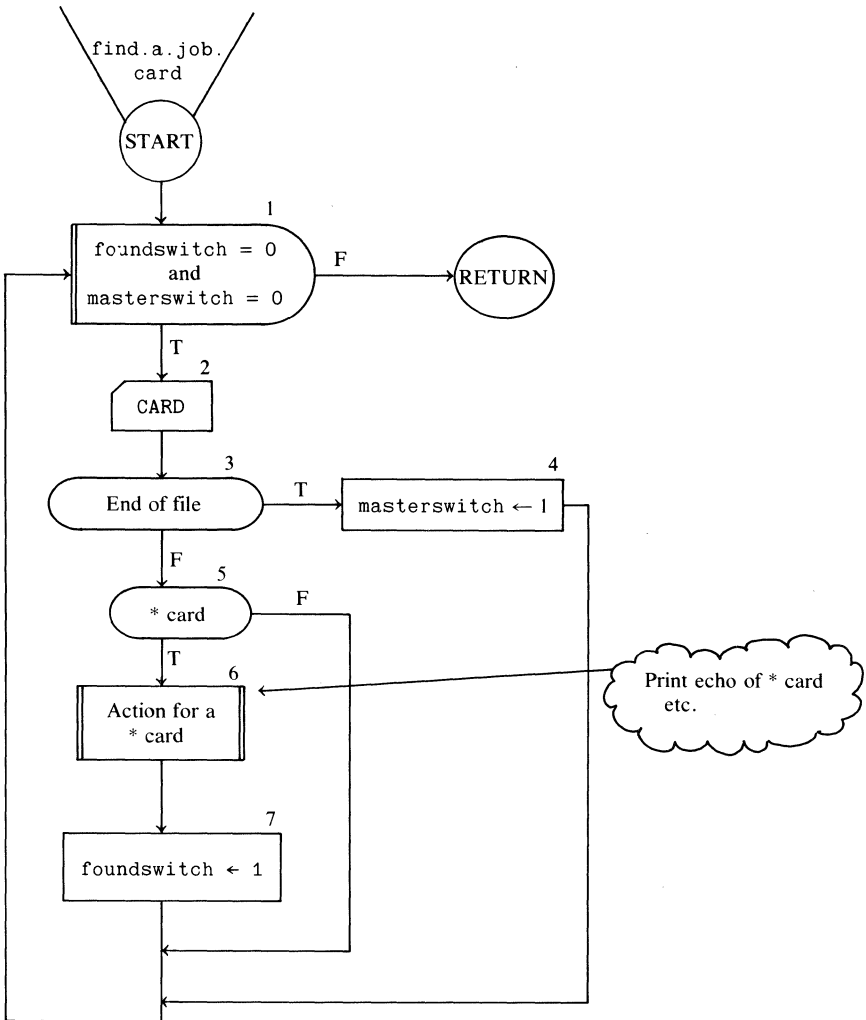 find.a.job.
card
START
1
foundswitch = 0
and
masterswitch = 0
F
RETURN
T
2
CARD
3
End of file
T
4
masterswitch ← 1
F
5
* card
F
T
6
Action for a
* card
Print echo of * card
etc.
7
foundswitch ← 1